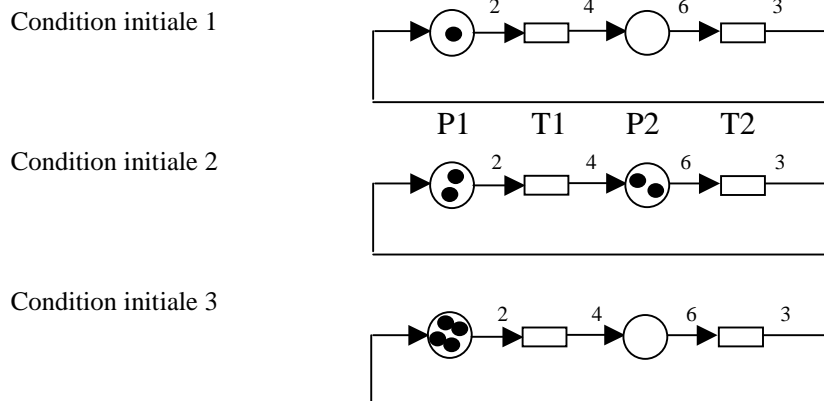 Condition initiale 1
2 4 6 3
P1 T1 P2 T2
Condition initiale 2
2 4 6 3
Condition initiale 3
2 4 6 3